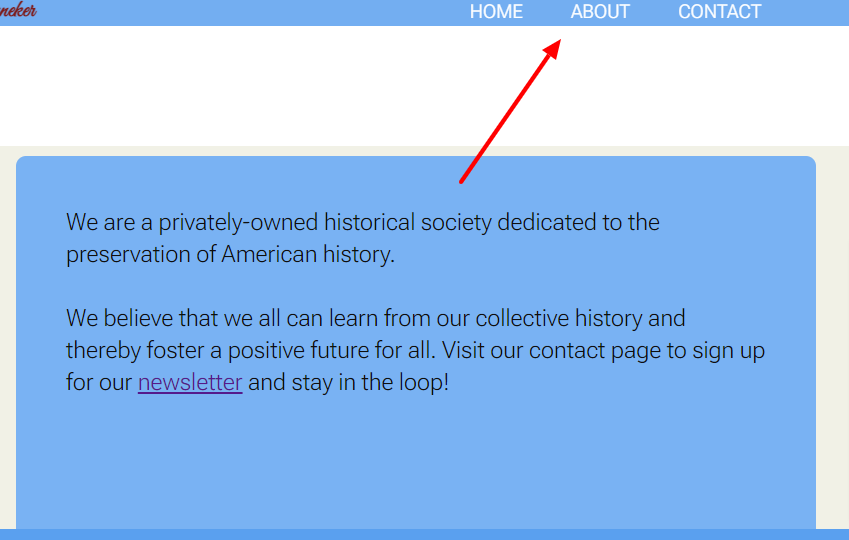 neker
HOME ABOUT CONTACT
We are a privately-owned historical society dedicated to the
preservation of American history.
We believe that we all can learn from our collective history and
thereby foster a positive future for all. Visit our contact page to sign up
for our newsletter and stay in the loop!